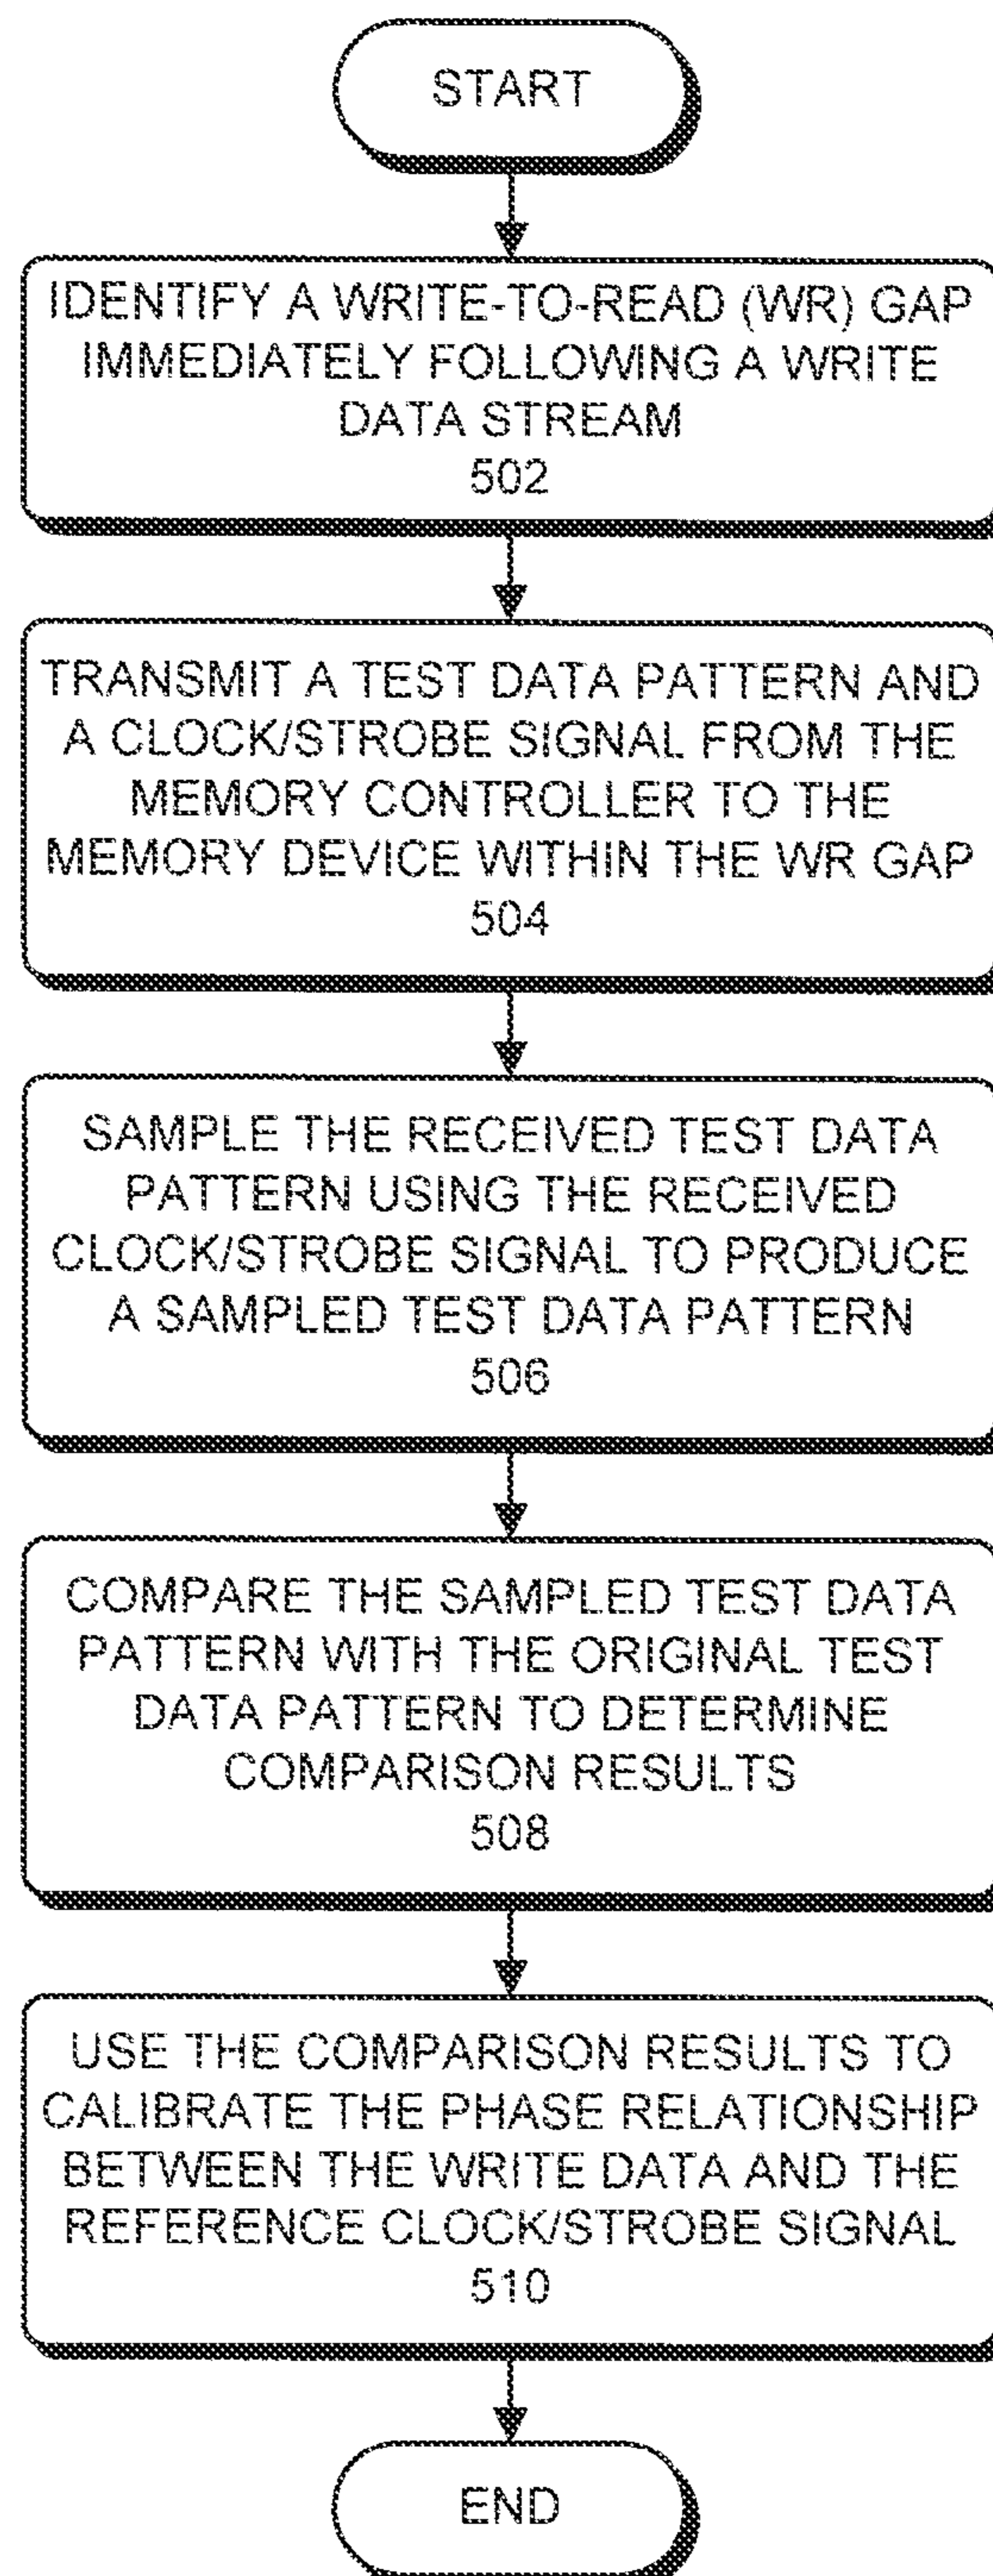 START
IDENTIFY A WRITE-TO-READ (WR) GAP
IMMEDIATELY FOLLOWING A WRITE
DATA STREAM
502
TRANSMIT A TEST DATA PATTERN AND
A CLOCK/STROBE SIGNAL FROM THE
MEMORY CONTROLLER TO THE
MEMORY DEVICE WITHIN THE WR GAP
504
SAMPLE THE RECEIVED TEST DATA
PATTERN USING THE RECEIVED
CLOCK/STROBE SIGNAL TO PRODUCE
A SAMPLED TEST DATA PATTERN
506
COMPARE THE SAMPLED TEST DATA
PATTERN WITH THE ORIGINAL TEST
DATA PATTERN TO DETERMINE
COMPARISON RESULTS
508
USE THE COMPARISON RESULTS TO
CALIBRATE THE PHASE RELATIONSHIP
BETWEEN THE WRITE DATA AND THE
REFERENCE CLOCK/STROBE SIGNAL
510
END